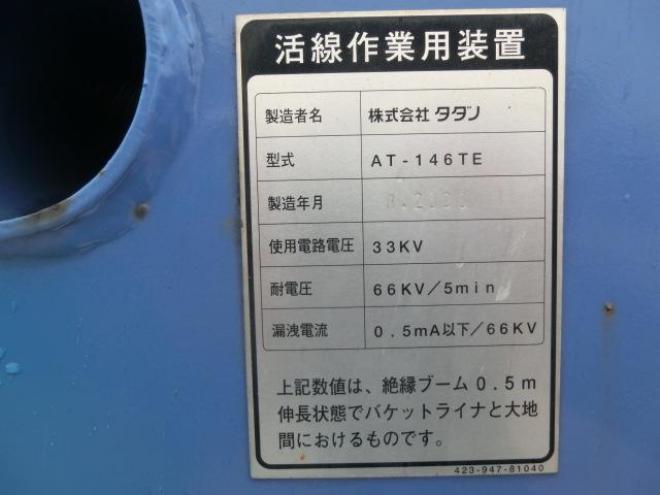 活線作業用装置
製造者名 株式会社タダノ
型式 AT-146TE
製造年月
使用電路電圧 33KV
耐電圧 66KV/5min
漏洩電流 0.5mA以下/66KV
上記数値は、絶縁ブーム0.5m
伸長状態でバケットライナと大地
間におけるものです。
423-947-81040